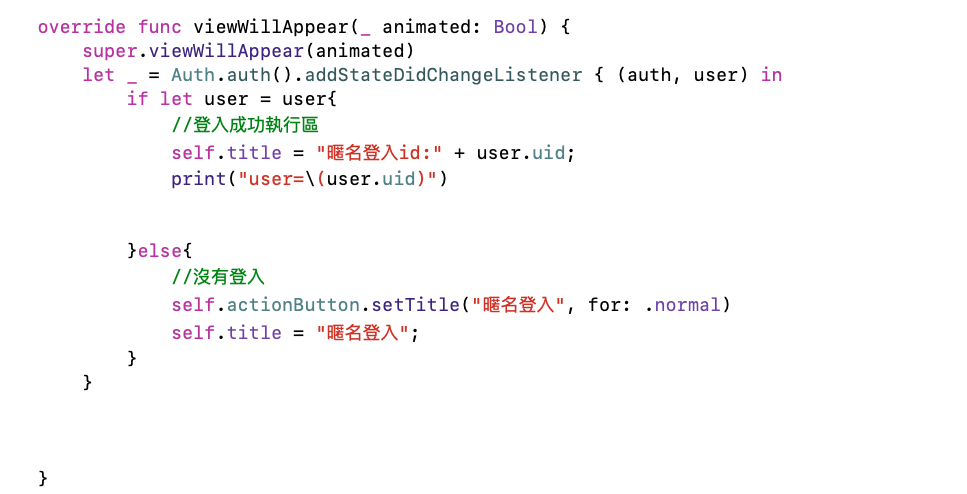 override func viewWillAppear(_ animated: Bool) {
super.viewWillAppear(animated)
let _ = Auth.auth().addStateDidChangeListener { (auth, user) in
if let user = user{
//登入成功執行區
self.title = "暱名登入id:" + user.uid;
print("user=\(user.uid)")
}else{
//沒有登入
self.actionButton.setTitle("暱名登入", for: .normal)
self.title = "暱名登入";
}
}
}